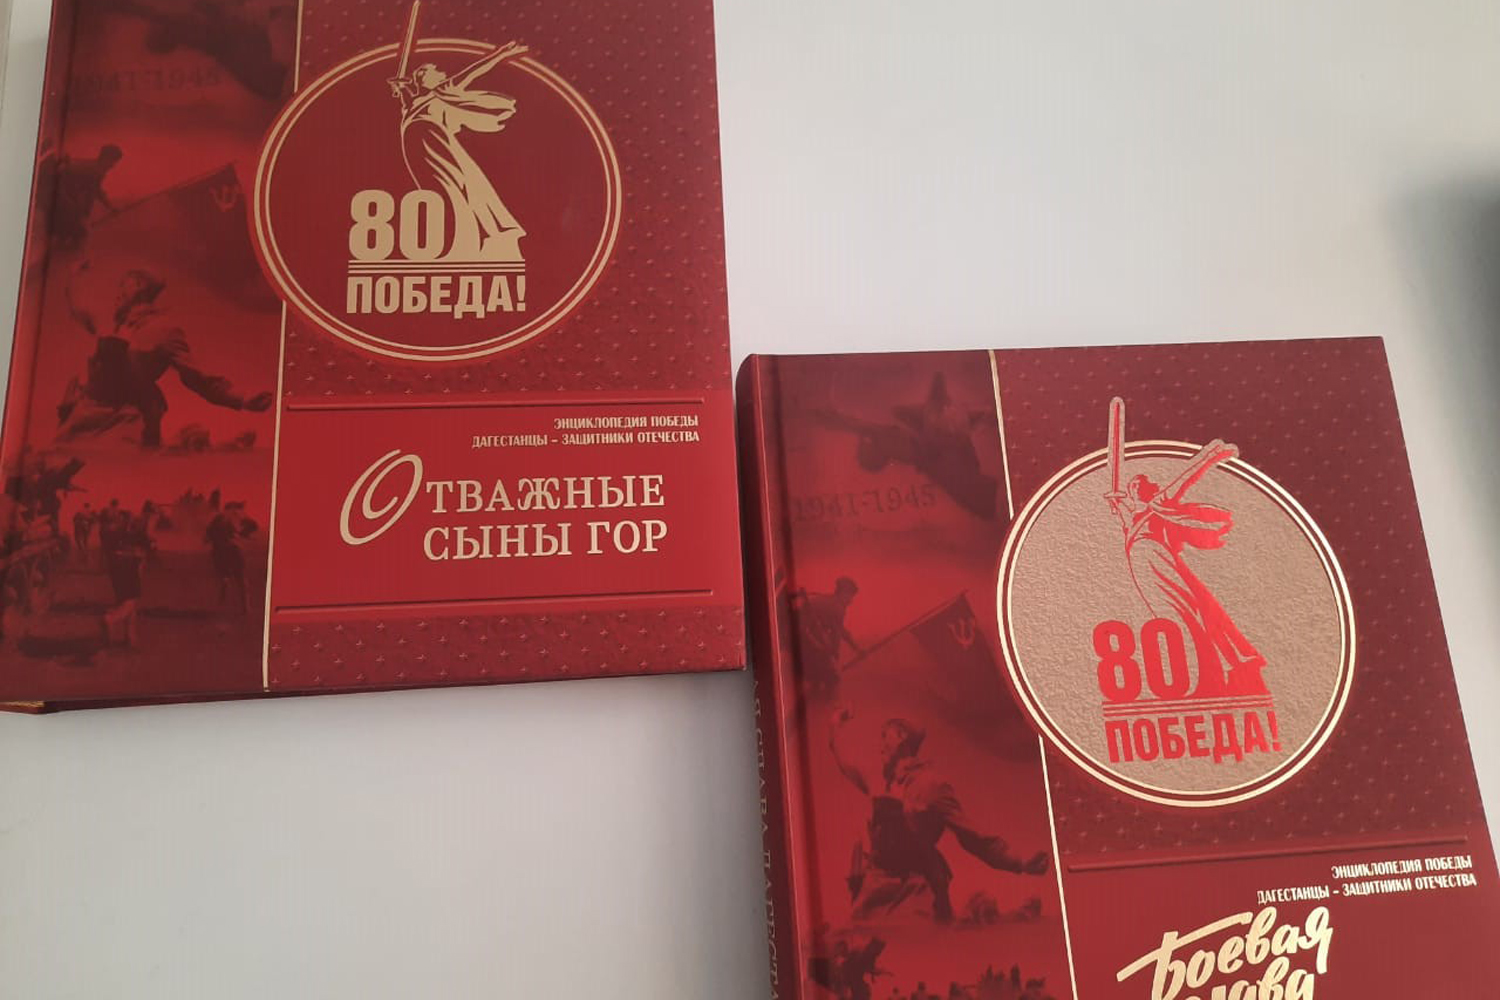 1941-1945
80
ПОБЕДА!
ЭНЦИКЛОПЕДИЯ ПОБЕДЫ
ДАГЕСТАНЦЫ – ЗАЩИТНИКИ ОТЕЧЕСТВА
ОТВАЖНЫЕ
СЫНЫ ГОР
1941-1945
80
ПОБЕДА!
ЭНЦИКЛОПЕДИЯ ПОБЕДЫ
ДАГЕСТАНЦЫ – ЗАЩИТНИКИ ОТЕЧЕСТВА
Боевая
слава